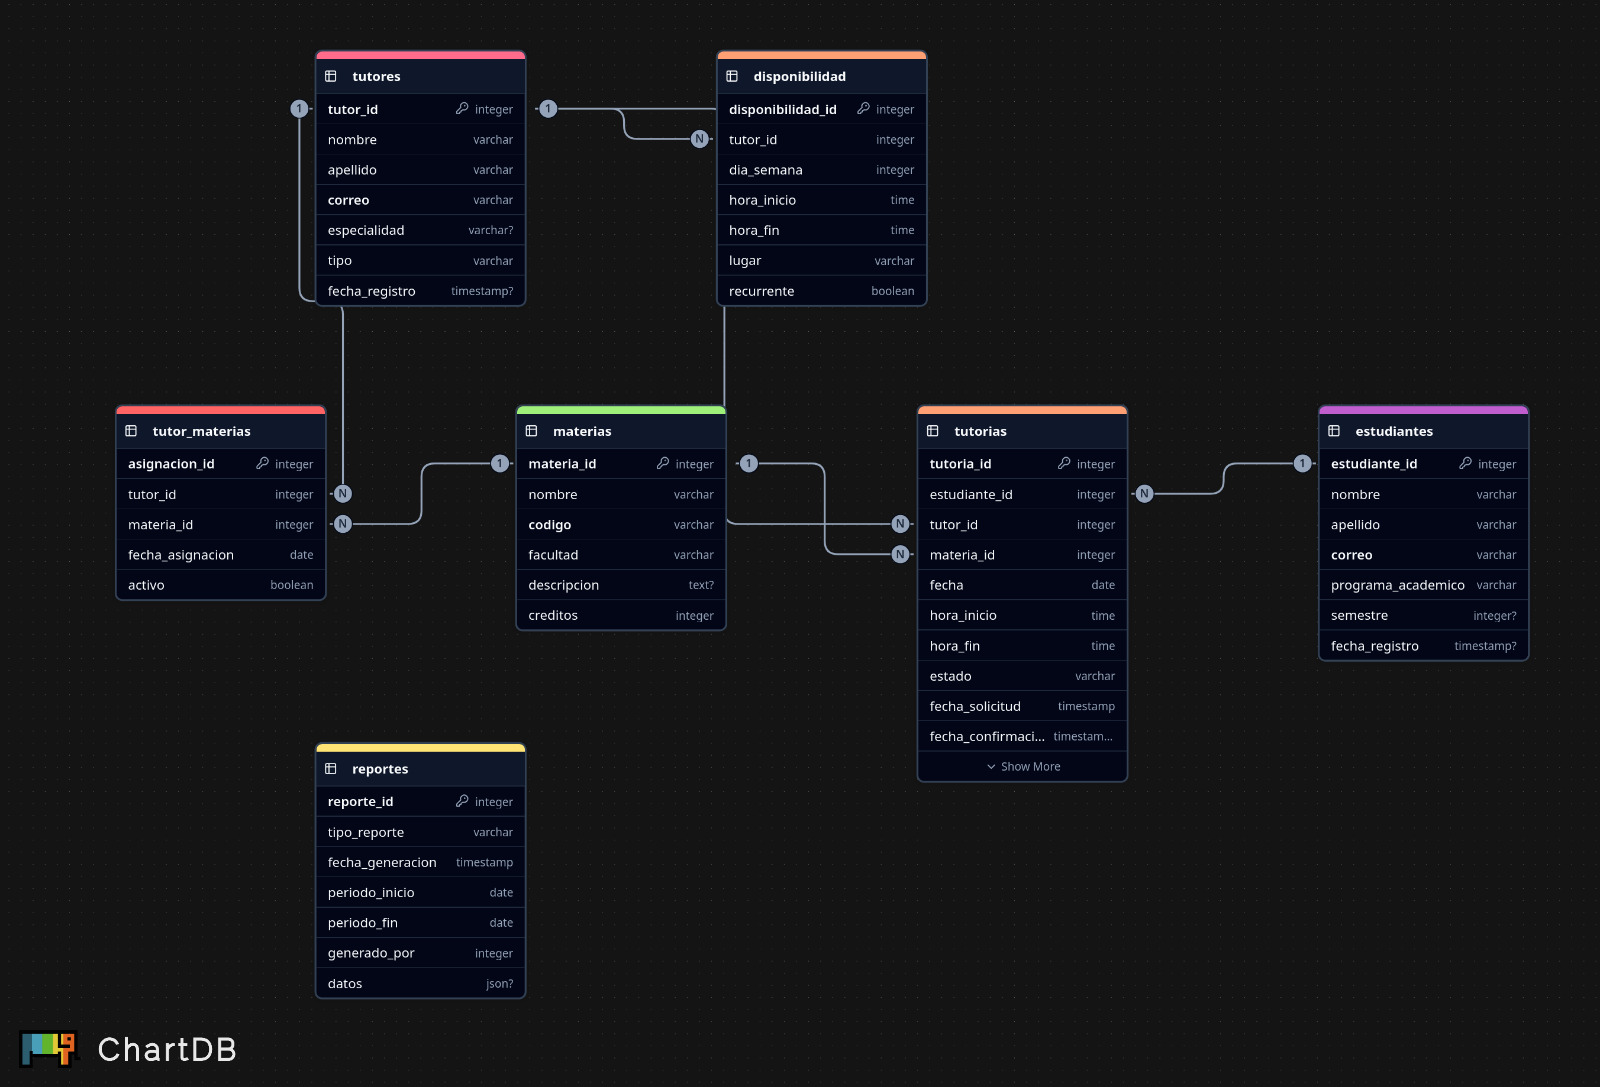 tutores
tutor_id integer
nombre varchar
apellido varchar
correo varchar
especialidad varchar?
tipo varchar
fecha_registro timestamp?
1
1
disponibilidad
disponibilidad_id integer
N
tutor_id integer
dia_semana integer
hora_inicio time
hora_fin time
lugar varchar
recurrente boolean
tutor_materias
asignacion_id integer
tutor_id integer
N
materia_id integer
N
fecha_asignacion date
activo boolean
materias
1
materia_id integer
1
nombre varchar
codigo varchar
facultad varchar
descripcion text?
creditos integer
tutorias
tutoria_id integer
estudiante_id integer
N
N
tutor_id integer
N
materia_id integer
fecha date
hora_inicio time
hora_fin time
estado varchar
fecha_solicitud timestamp
fecha_confirmaci... timestam...
Show More
estudiantes
1
estudiante_id integer
nombre varchar
apellido varchar
correo varchar
programa_academico varchar
semestre integer?
fecha_registro timestamp?
reportes
reporte_id integer
tipo_reporte varchar
fecha_generacion timestamp
periodo_inicio date
periodo_fin date
generado_por integer
datos json?
ChartDB